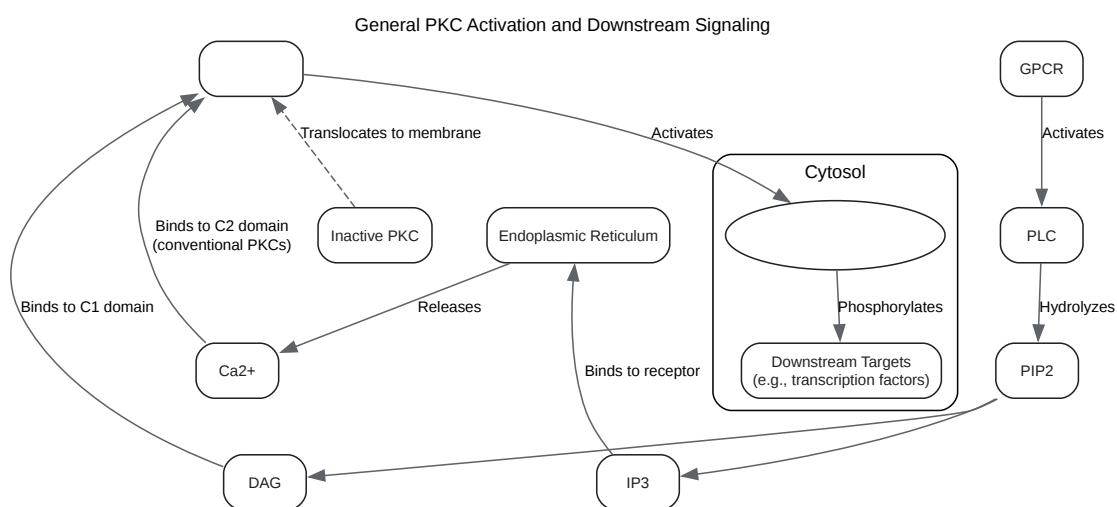 General PKC Activation and Downstream Signaling
GPCR
Translocates to membrane
Activates
Activates
Cytosol
Binds to C2 domain
(conventional PKCs)
Inactive PKC
Endoplasmic Reticulum
PLC
Binds to C1 domain
Releases
Phosphorylates
Hydrolyzes
Ca2+
Binds to receptor
Downstream Targets
(e.g., transcription factors)
PIP2
DAG
IP3